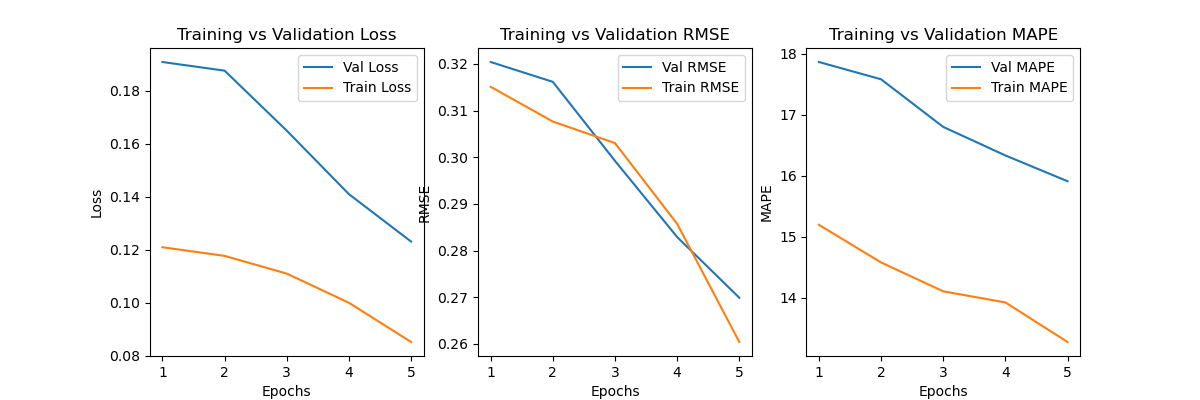 Training vs Validation Loss
Val Loss
Train Loss
0.18
0.16
0.14
0.12
0.10
0.08
Loss
1 2 3 4 5
Epochs
Training vs Validation RMSE
Val RMSE
Train RMSE
0.32
0.31
0.30
0.29
0.28
0.27
0.26
RMSE
1 2 3 4 5
Epochs
Training vs Validation MAPE
Val MAPE
Train MAPE
18
17
16
15
14
MAPE
1 2 3 4 5
Epochs